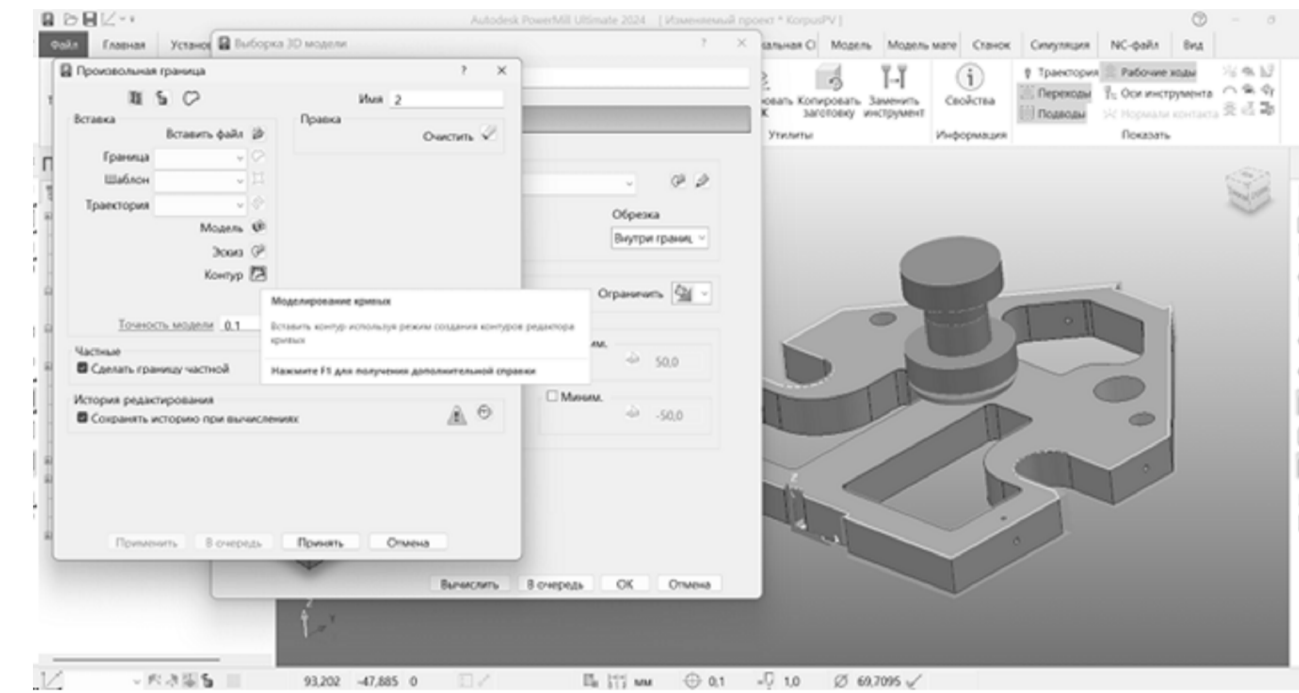 Autodesk PowerMill Ultimate 2024 [ Изменяемый проект * KorpusPV ]
Файл Главная Выборка 3D модели ? Модель Станок Симуляция NC-файл Вид
Произвольная граница ?
Имя 2
Вставка Правка
Вставить файл Очистить
Граница
Шаблон
Траектория
Модель
Эскиз
Контур
Точность модели 0,1
Моделирование кривых
Вставить контур используя режим создания контуров редактора
кривых
Нажмите F1 для получения дополнительной справки
Частные
Сделать границу частной
История редактирования
Сохранять историю при вычислениях
Применить В очередь Принять Отмена
Обрезка
Внутри границ
Ограничить
50,0
Миним.
-50,0
Вычислить В очередь ОК Отмена
Копировать Заменить Свойства
заготовку инструмент
Утилиты Информация
Траектория Рабочие ходы
Переходы Оси инструмента
Подводы Нормали контакта
Показать
93,202 -47,885 0 мм 0,1 1,0 69,7095